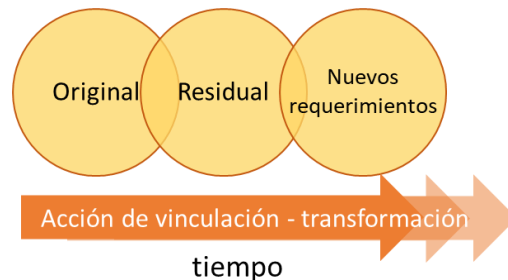 Original
Residual
Nuevos
requerimientos
Acción de vinculación - transformación
tiempo